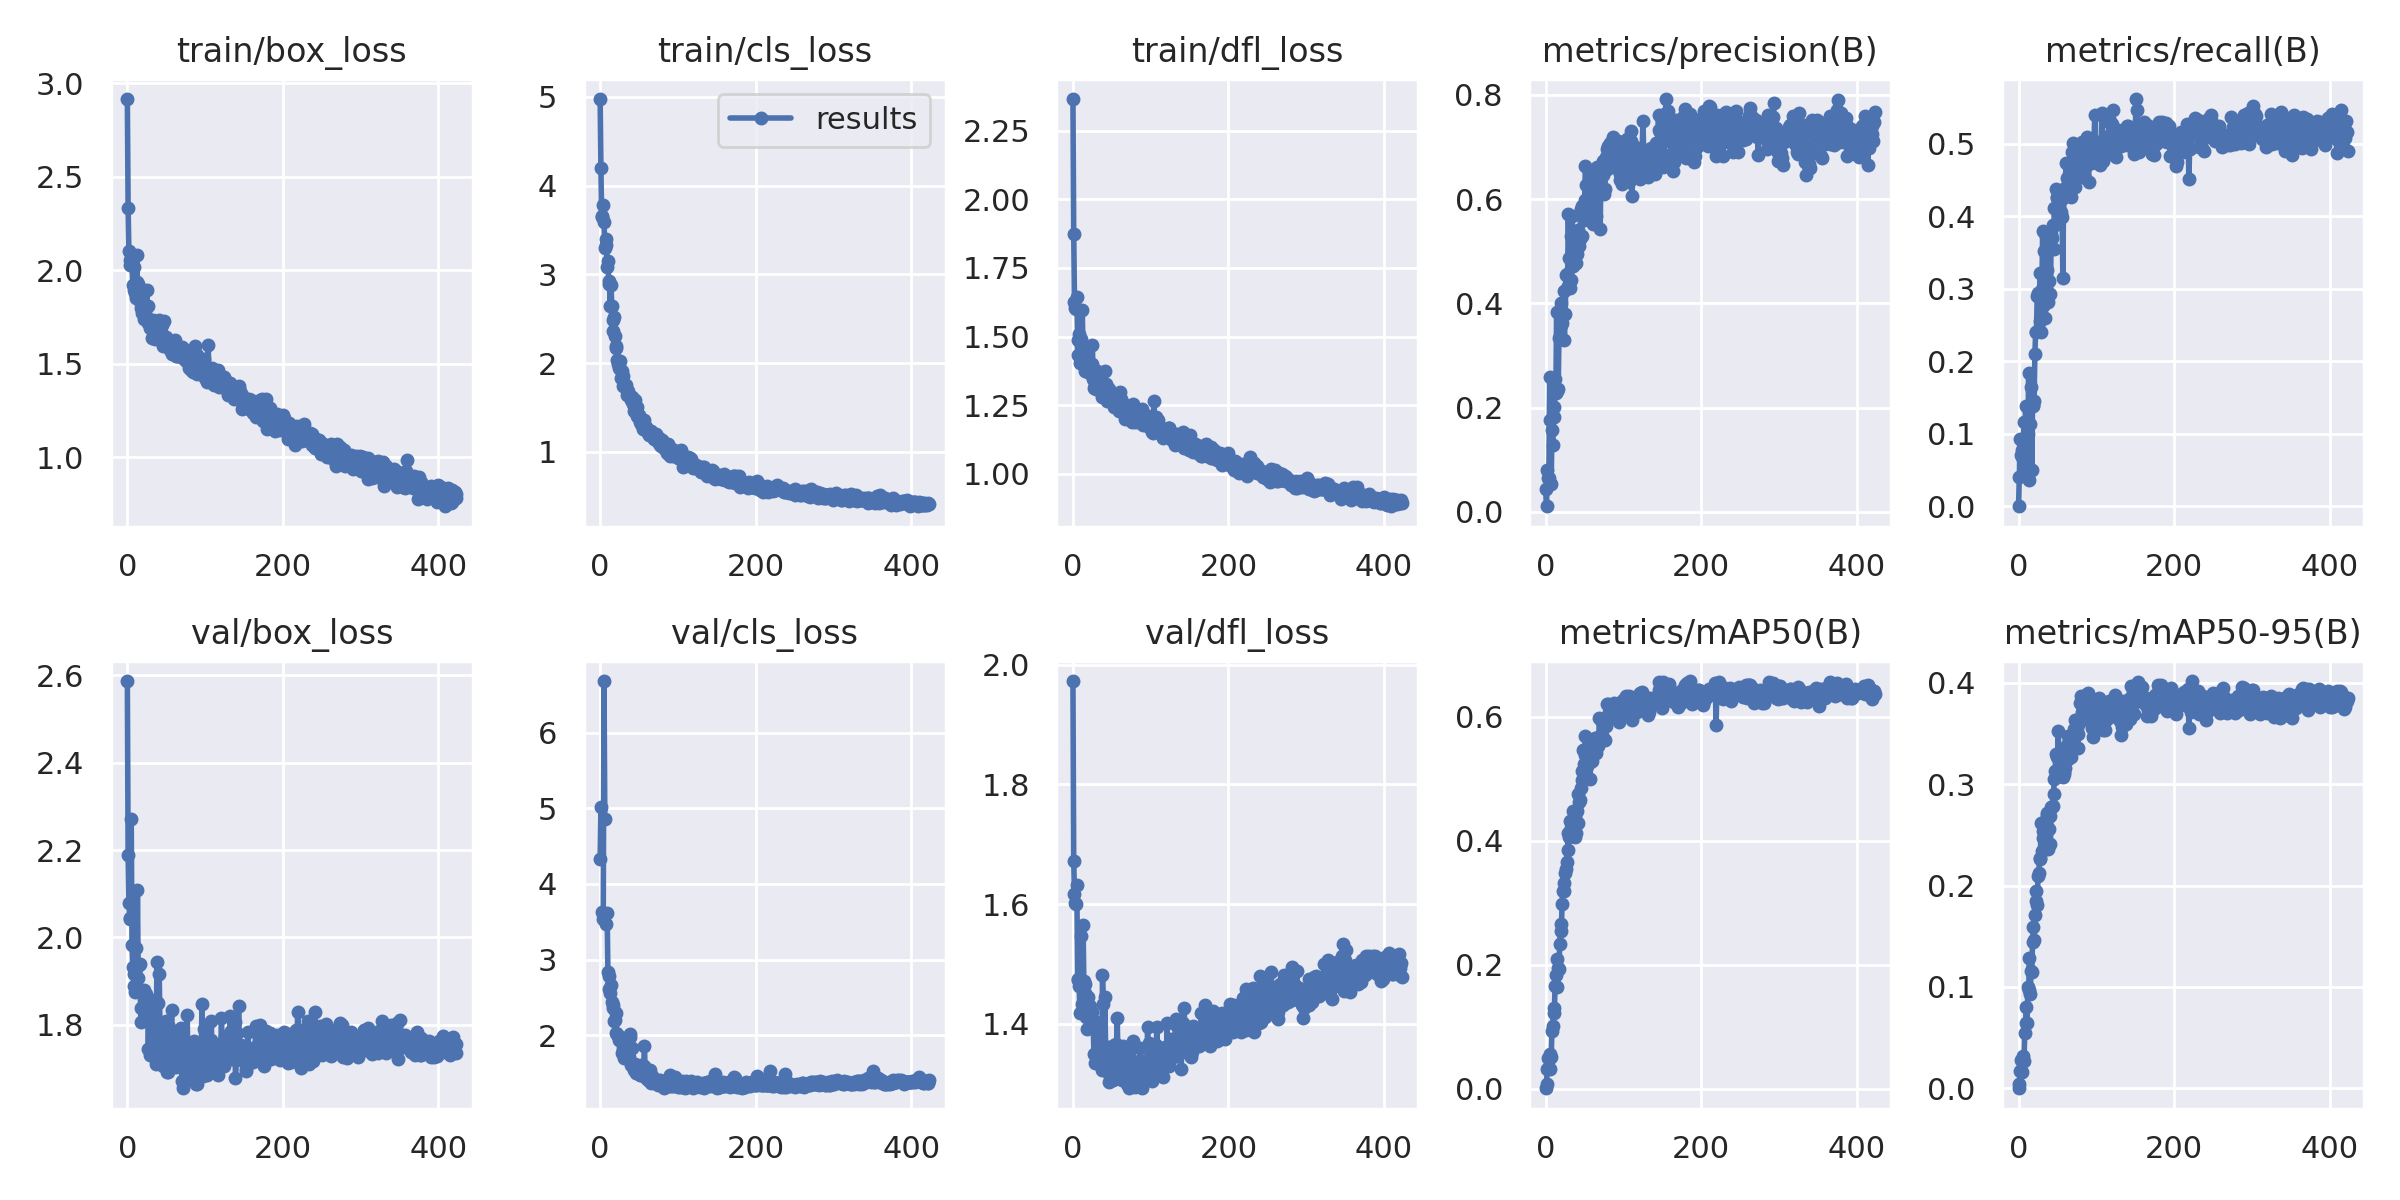 train/box_loss
3.0
2.5
2.0
1.5
1.0
0 200 400
train/cls_loss
results
5
4
3
2
1
0 200 400
train/dfl_loss
2.25
2.00
1.75
1.50
1.25
1.00
0 200 400
metrics/precision(B)
0.8
0.6
0.4
0.2
0.0
0 200 400
metrics/recall(B)
0.5
0.4
0.3
0.2
0.1
0.0
0 200 400
val/box_loss
2.6
2.4
2.2
2.0
1.8
0 200 400
val/cls_loss
6
5
4
3
2
0 200 400
val/dfl_loss
2.0
1.8
1.6
1.4
0 200 400
metrics/mAP50(B)
0.6
0.4
0.2
0.0
0 200 400
metrics/mAP50-95(B)
0.4
0.3
0.2
0.1
0.0
0 200 400